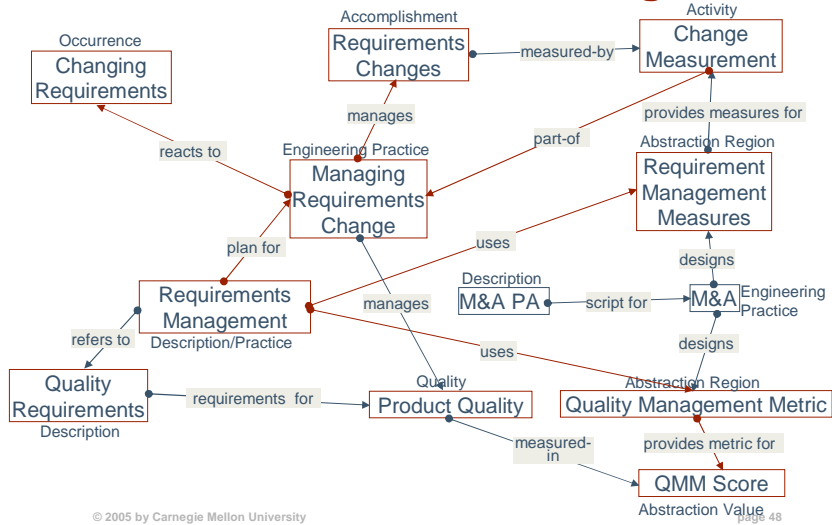 Accomplishment
Requirements
Changes
measured-by
Activity
Change
Measurement
Occurrence
Changing
Requirements
manages
provides measures for
reacts to
Engineering Practice
Managing
Requirements
Change
part-of
Abstraction Region
Requirement
Management
Measures
plan for
uses
designs
Requirements
Management
Description/Practice
manages
Description
M&A PA
script for
M&A
Engineering
Practice
refers to
uses
designs
Quality
Requirements
Description
requirements for
Quality
Product Quality
Abstraction Region
Quality Management Metric
measured-
in
provides metric for
QMM Score
Abstraction Value
© 2005 by Carnegie Mellon University
page 48